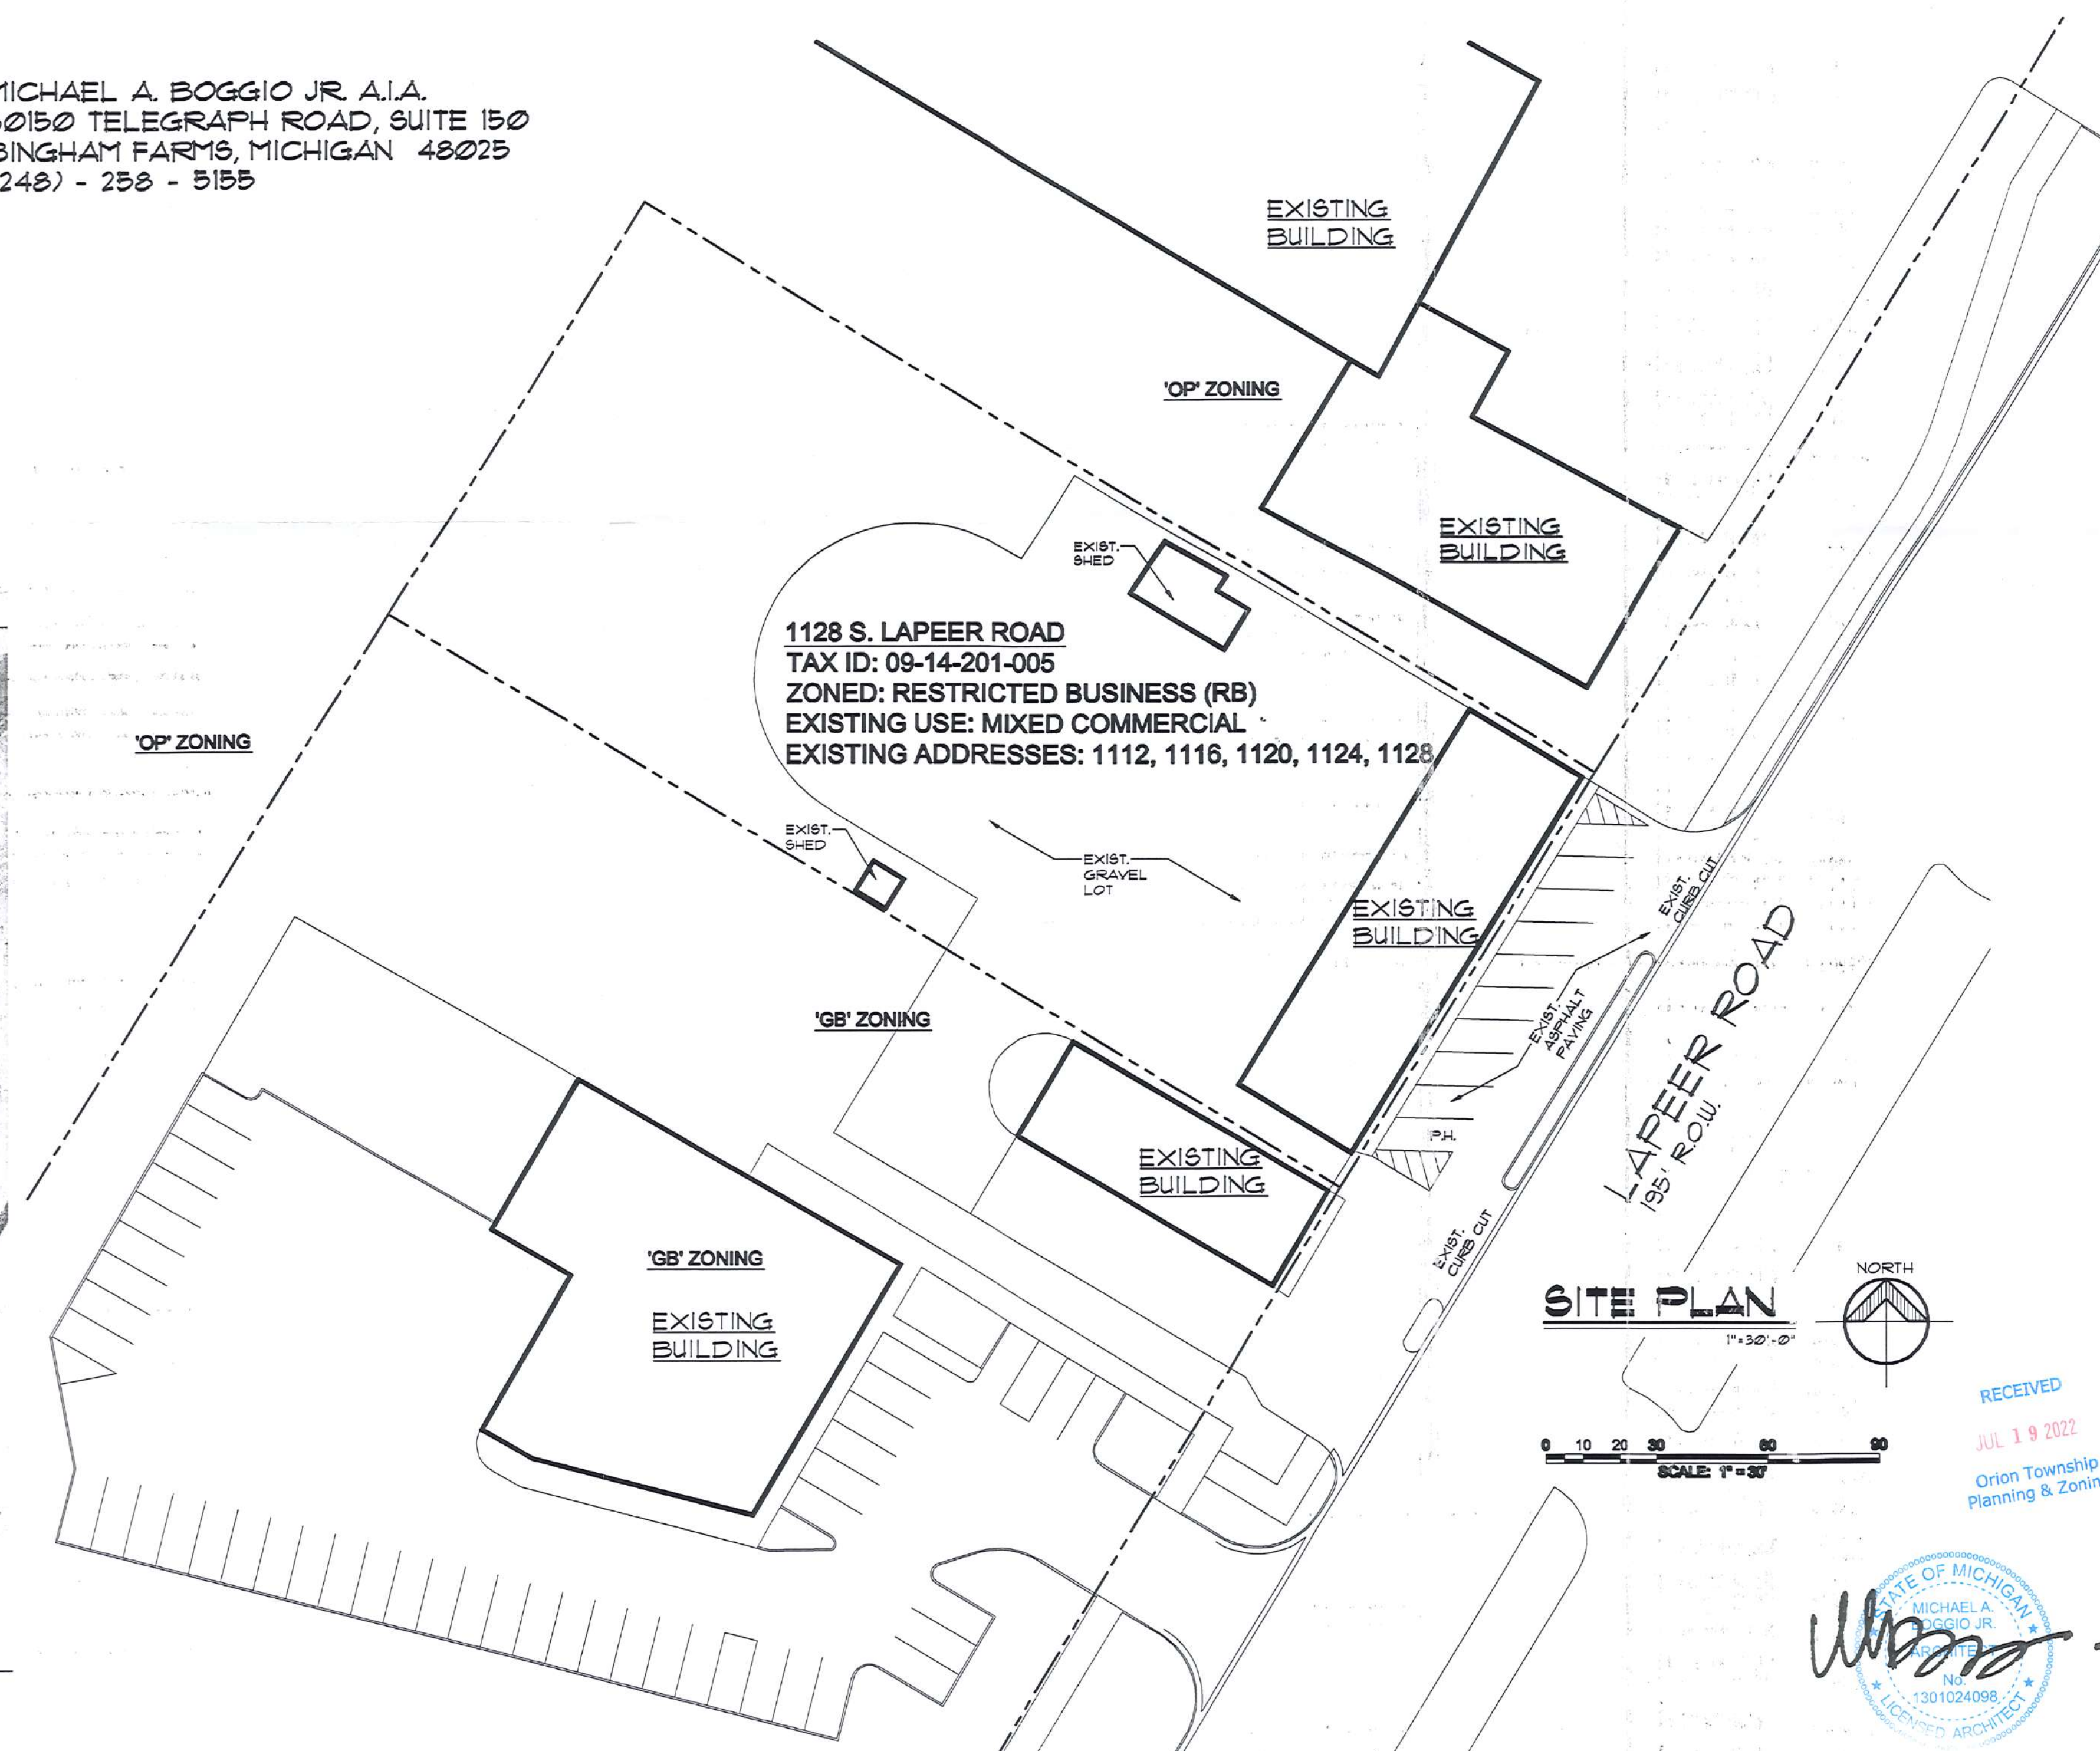 MICHAEL A. BOGGIO JR. A.I.A.
30150 TELEGRAPH ROAD, SUITE 150
BINGHAM FARMS, MICHIGAN 48025
(248) - 258 - 5155
EXISTING
BUILDING
'OP' ZONING
EXISTING
BUILDING
EXIST.
SHED
1128 S. LAPEER ROAD
TAX ID: 09-14-201-005
ZONED: RESTRICTED BUSINESS (RB)
EXISTING USE: MIXED COMMERCIAL
EXISTING ADDRESSES: 1112, 1116, 1120, 1124, 1128
'OP' ZONING
EXIST.
SHED
EXIST.
GRAVEL
LOT
EXISTING
BUILDING
EXIST.
CURB CUT
EXIST.
ASPHALT
PAVING
LAPEER ROAD
195' R.O.W.
'GB' ZONING
P.H.
EXISTING
BUILDING
EXIST.
CURB CUT
'GB' ZONING
EXISTING
BUILDING
SITE PLAN
1"=30'-0"
NORTH
0 10 20 30 60 90
SCALE: 1" = 30'
RECEIVED
JUL 19 2022
Orion Township
Planning &
STATE OF MICHIGAN
MICHAEL A.
BOGGIO JR.
ARCHITECT
No.
1301024098
LICENSED ARCHITECT